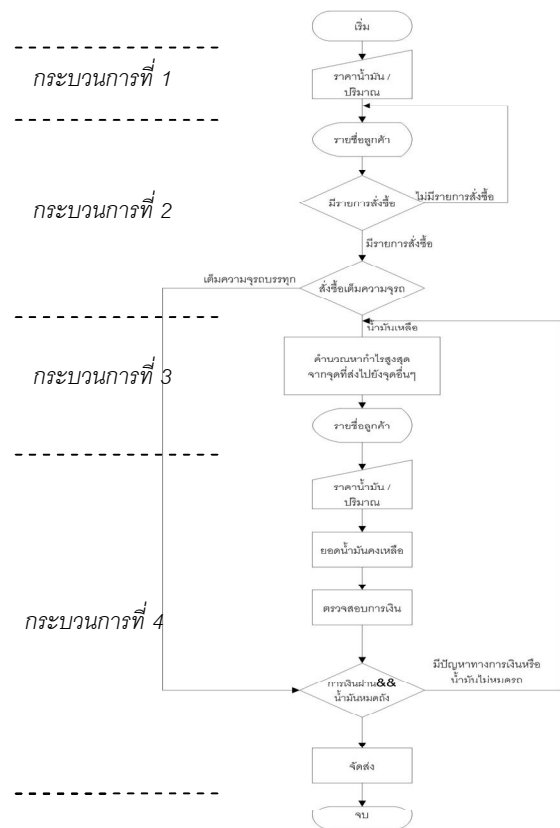 เริ่ม
กระบวนการที่ 1
ราคาน้ำมัน /
ปริมาณ
รายชื่อลูกค้า
กระบวนการที่ 2
มีรายการสั่งซื้อ
ไม่มีรายการสั่งซื้อ
มีรายการสั่งซื้อ
เต็มความจุรถบรรทุก
สั่งซื้อเต็มความจุรถ
น้ำมันเหลือ
กระบวนการที่ 3
คำนวณหากำไรสูงสุด
จากจุดที่ส่งไปยังจุดอื่นๆ
รายชื่อลูกค้า
ราคาน้ำมัน /
ปริมาณ
ยอดน้ำมันคงเหลือ
กระบวนการที่ 4
ตรวจสอบการเงิน
การเงินผ่าน&&
น้ำมันหมดถัง
มีปัญหาทางการเงินหรือ
น้ำมันไม่หมดรถ
จัดส่ง
จบ